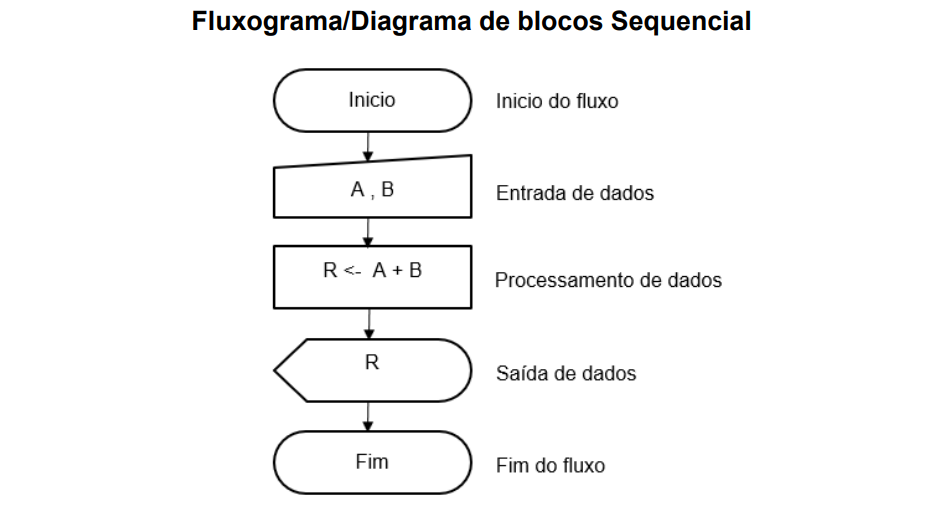 Fluxograma/Diagrama de blocos Sequencial
Inicio
Inicio do fluxo
A , B
Entrada de dados
R <- A + B
Processamento de dados
R
Saída de dados
Fim
Fim do fluxo